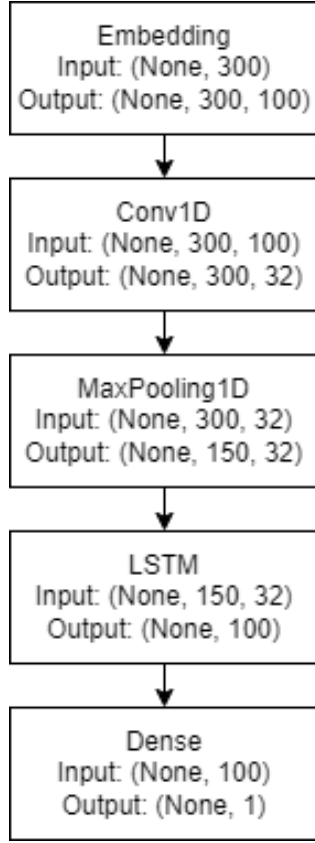 Embedding
Input: (None, 300)
Output: (None, 300, 100)
Conv1D
Input: (None, 300, 100)
Output: (None, 300, 32)
MaxPooling1D
Input: (None, 300, 32)
Output: (None, 150, 32)
LSTM
Input: (None, 150, 32)
Output: (None, 100)
Dense
Input: (None, 100)
Output: (None, 1)